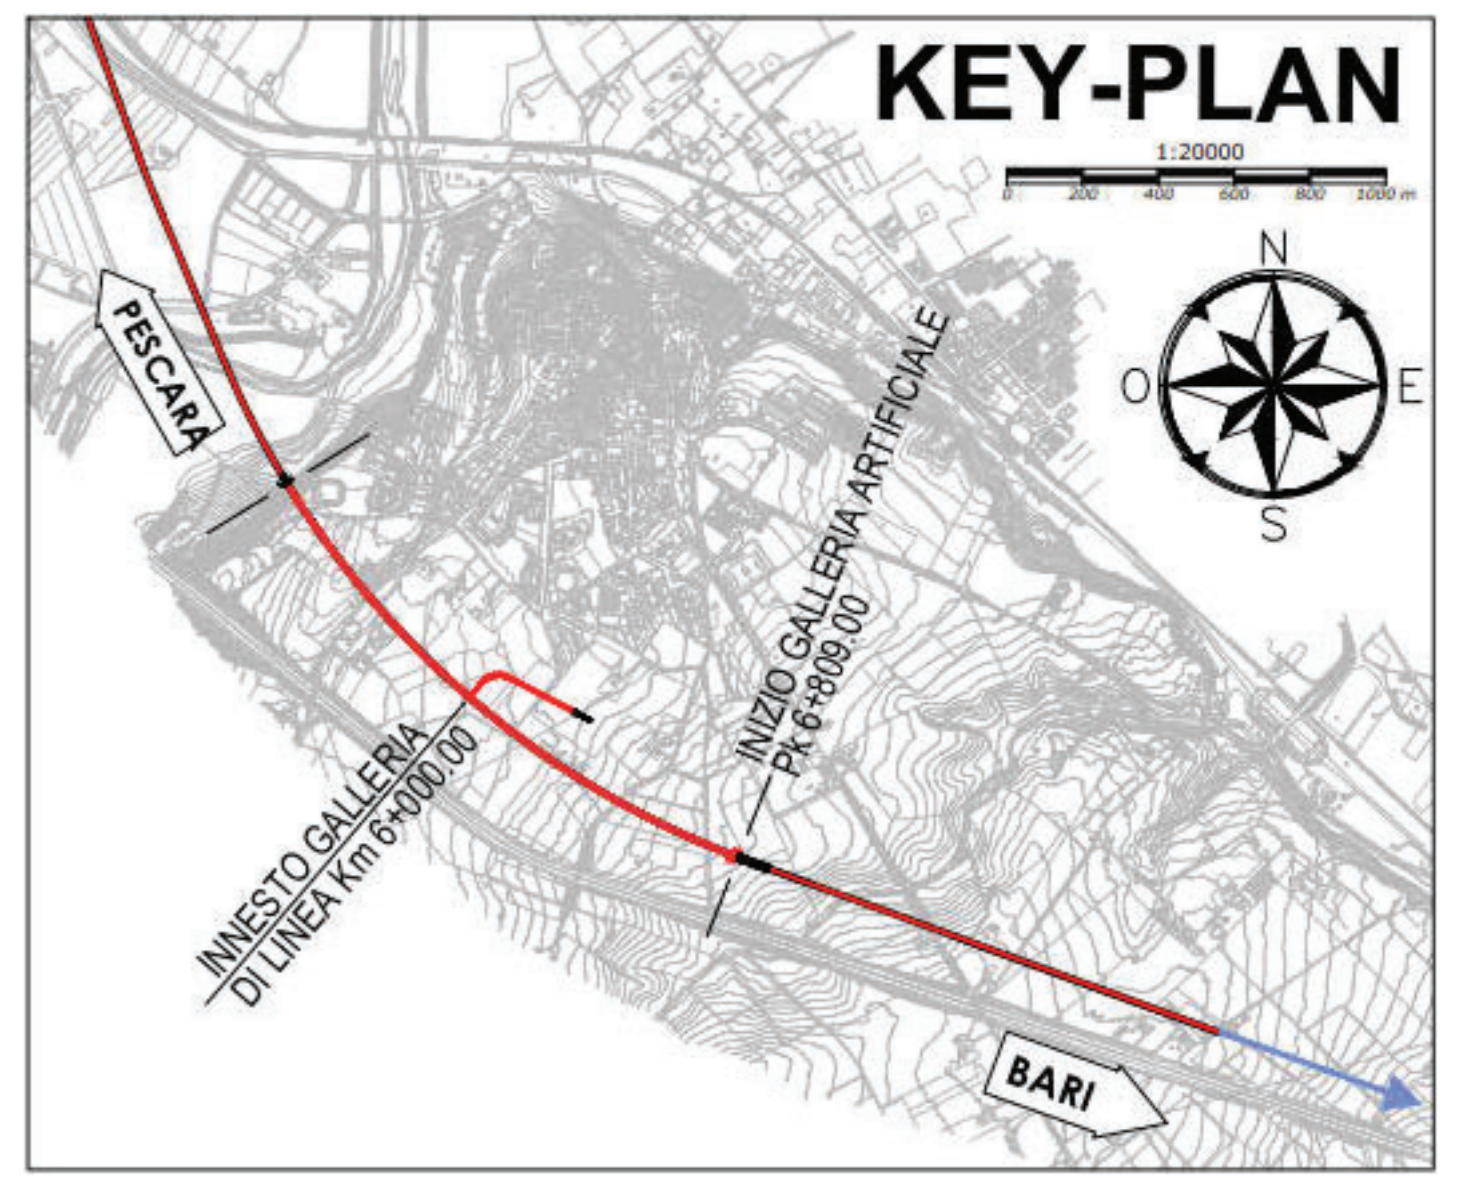 KEY-PLAN
1:20000
0 200 400 600 800 1000 m
N
O
E
S
PESCARA
INIZIO GALLERIA ARTIFICIALE
Pk 6+809.00
INNESTO GALLERIA
DI LINEA Km 6+000.00
BARI